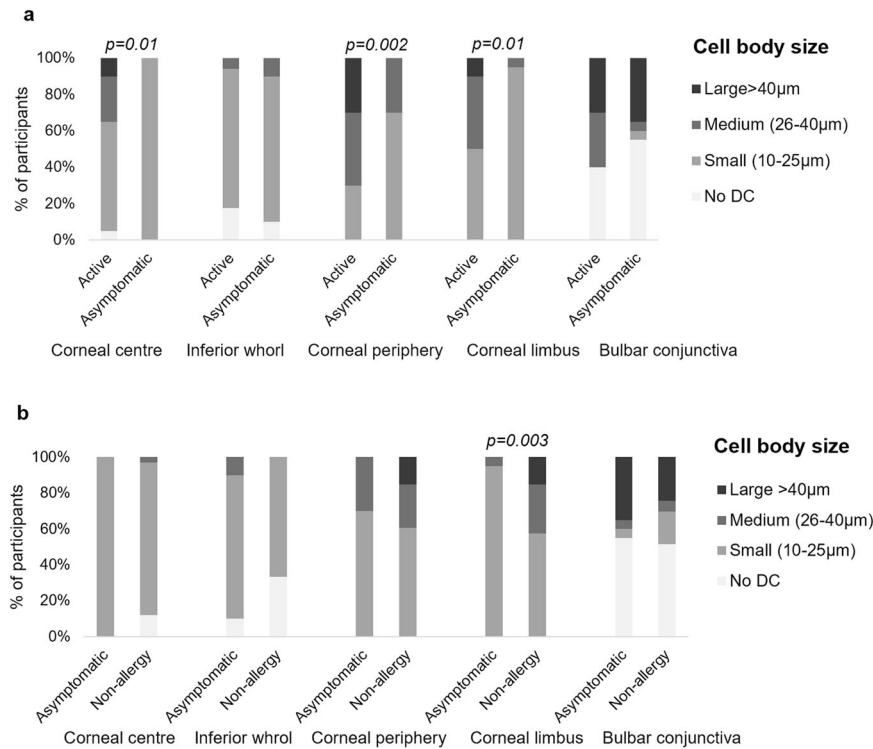 a
p=0.01 p=0.002 p=0.01
Cell body size
Large>40µm
Medium (26-40µm)
Small (10-25µm)
No DC
% of participants
100%
80%
60%
40%
20%
0%
Active Asymptomatic Active Asymptomatic Active Asymptomatic Active Asymptomatic Active Asymptomatic
Corneal centre Inferior whorl Corneal periphery Corneal limbus Bulbar conjunctiva
b
p=0.003
Cell body size
Large >40µm
Medium (26-40µm)
Small (10-25µm)
No DC
% of participants
100%
80%
60%
40%
20%
0%
Asymptomatic Non-allergy Asymptomatic Non-allergy Asymptomatic Non-allergy Asymptomatic Non-allergy Asymptomatic Non-allergy
Corneal centre Inferior whrol Corneal periphery Corneal limbus Bulbar conjunctiva